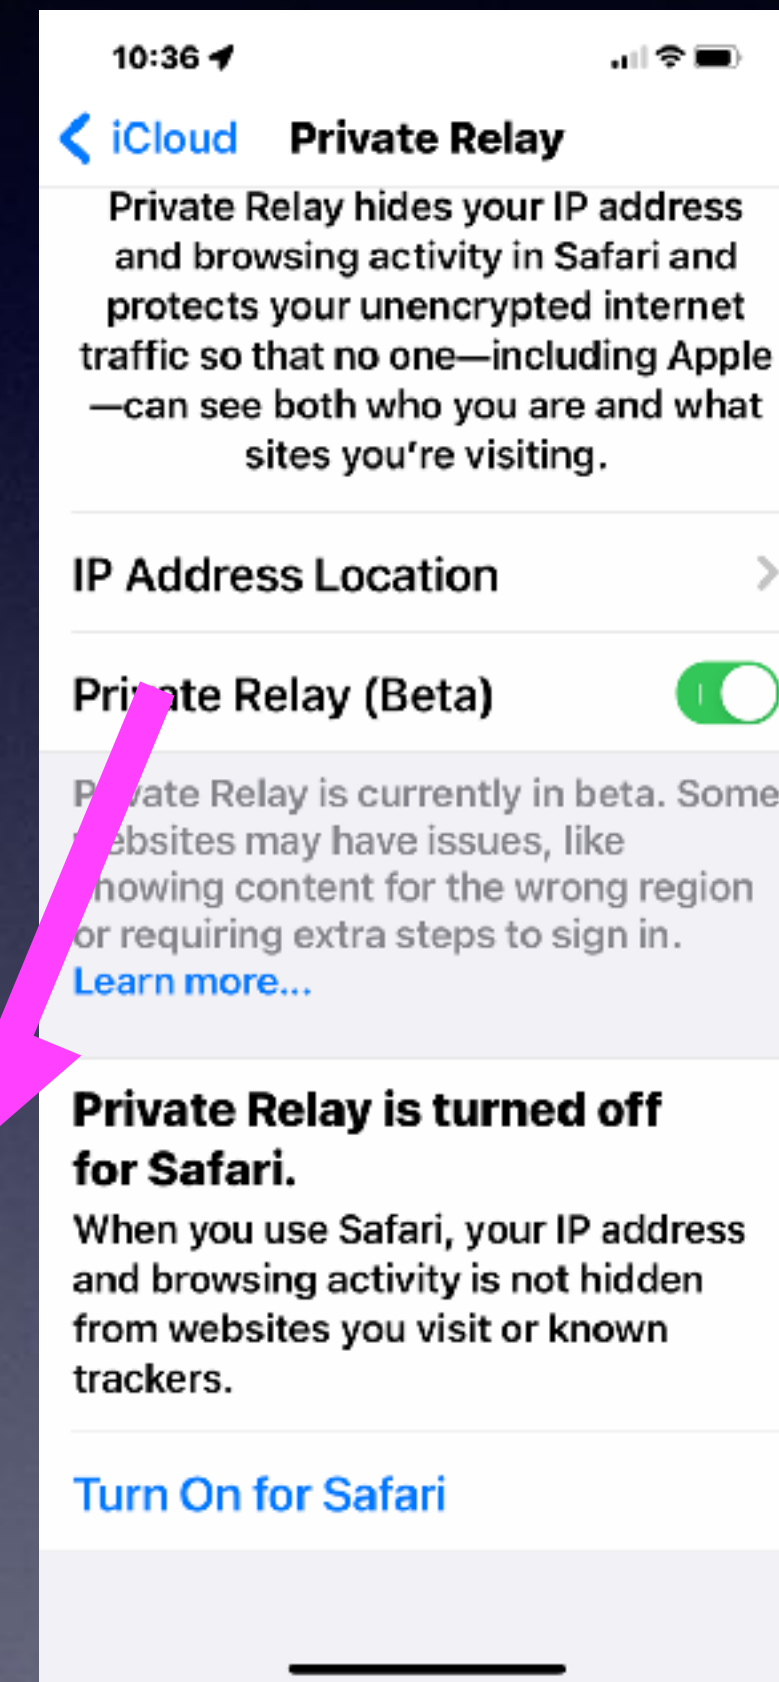 10:36
iCloud Private Relay
Private Relay hides your IP address
and browsing activity in Safari and
protects your unencrypted internet
traffic so that no one—including Apple
—can see both who you are and what
sites you're visiting.
IP Address Location
Private Relay (Beta)
Private Relay is currently in beta. Some
websites may have issues, like
showing content for the wrong region
or requiring extra steps to sign in.
Learn more...
Private Relay is turned off
for Safari.
When you use Safari, your IP address
and browsing activity is not hidden
from websites you visit or known
trackers.
Turn On for Safari